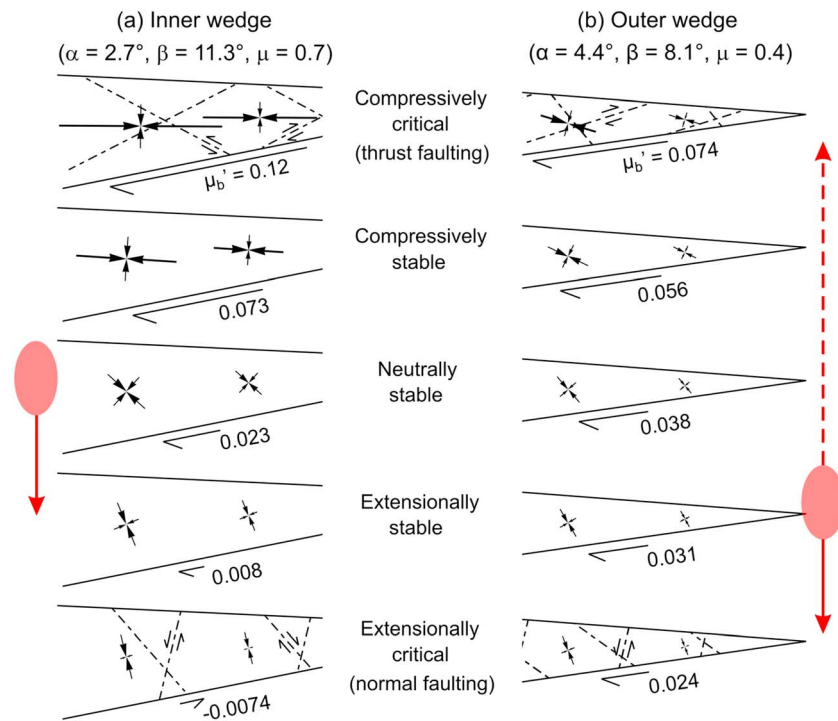 (a) Inner wedge
(α = 2.7°, β = 11.3°, μ = 0.7)
(b) Outer wedge
(α = 4.4°, β = 8.1°, μ = 0.4)
Compressively
critical
(thrust faulting)
μb' = 0.12
μb' = 0.074
Compressively
stable
0.073
0.056
Neutrally
stable
0.023
0.038
Extensionally
stable
0.008
0.031
Extensionally
critical
(normal faulting)
-0.0074
0.024